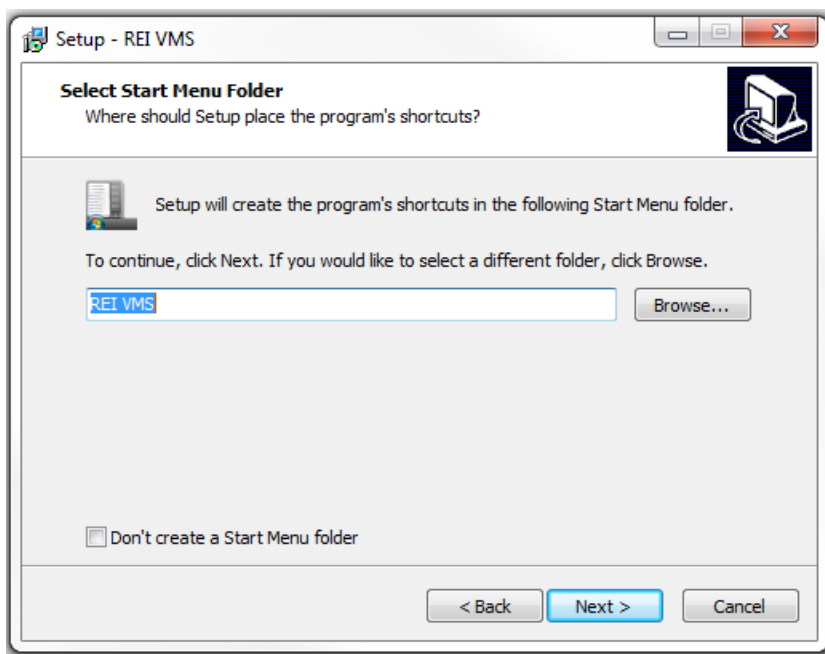 Setup - REI VMS
Select Start Menu Folder
Where should Setup place the program's shortcuts?
Setup will create the program's shortcuts in the following Start Menu folder.
To continue, click Next. If you would like to select a different folder, click Browse.
REI VMS
Browse...
Don't create a Start Menu folder
< Back
Next >
Cancel